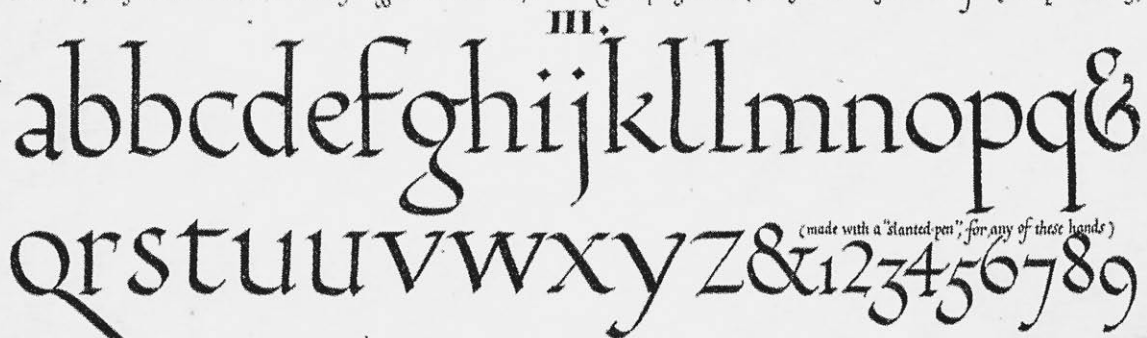 III.
abbcdefghijkllmnopq&
(made with a "slanted-pen", for any of these hands)
Qrstuuvwxyz&123456789